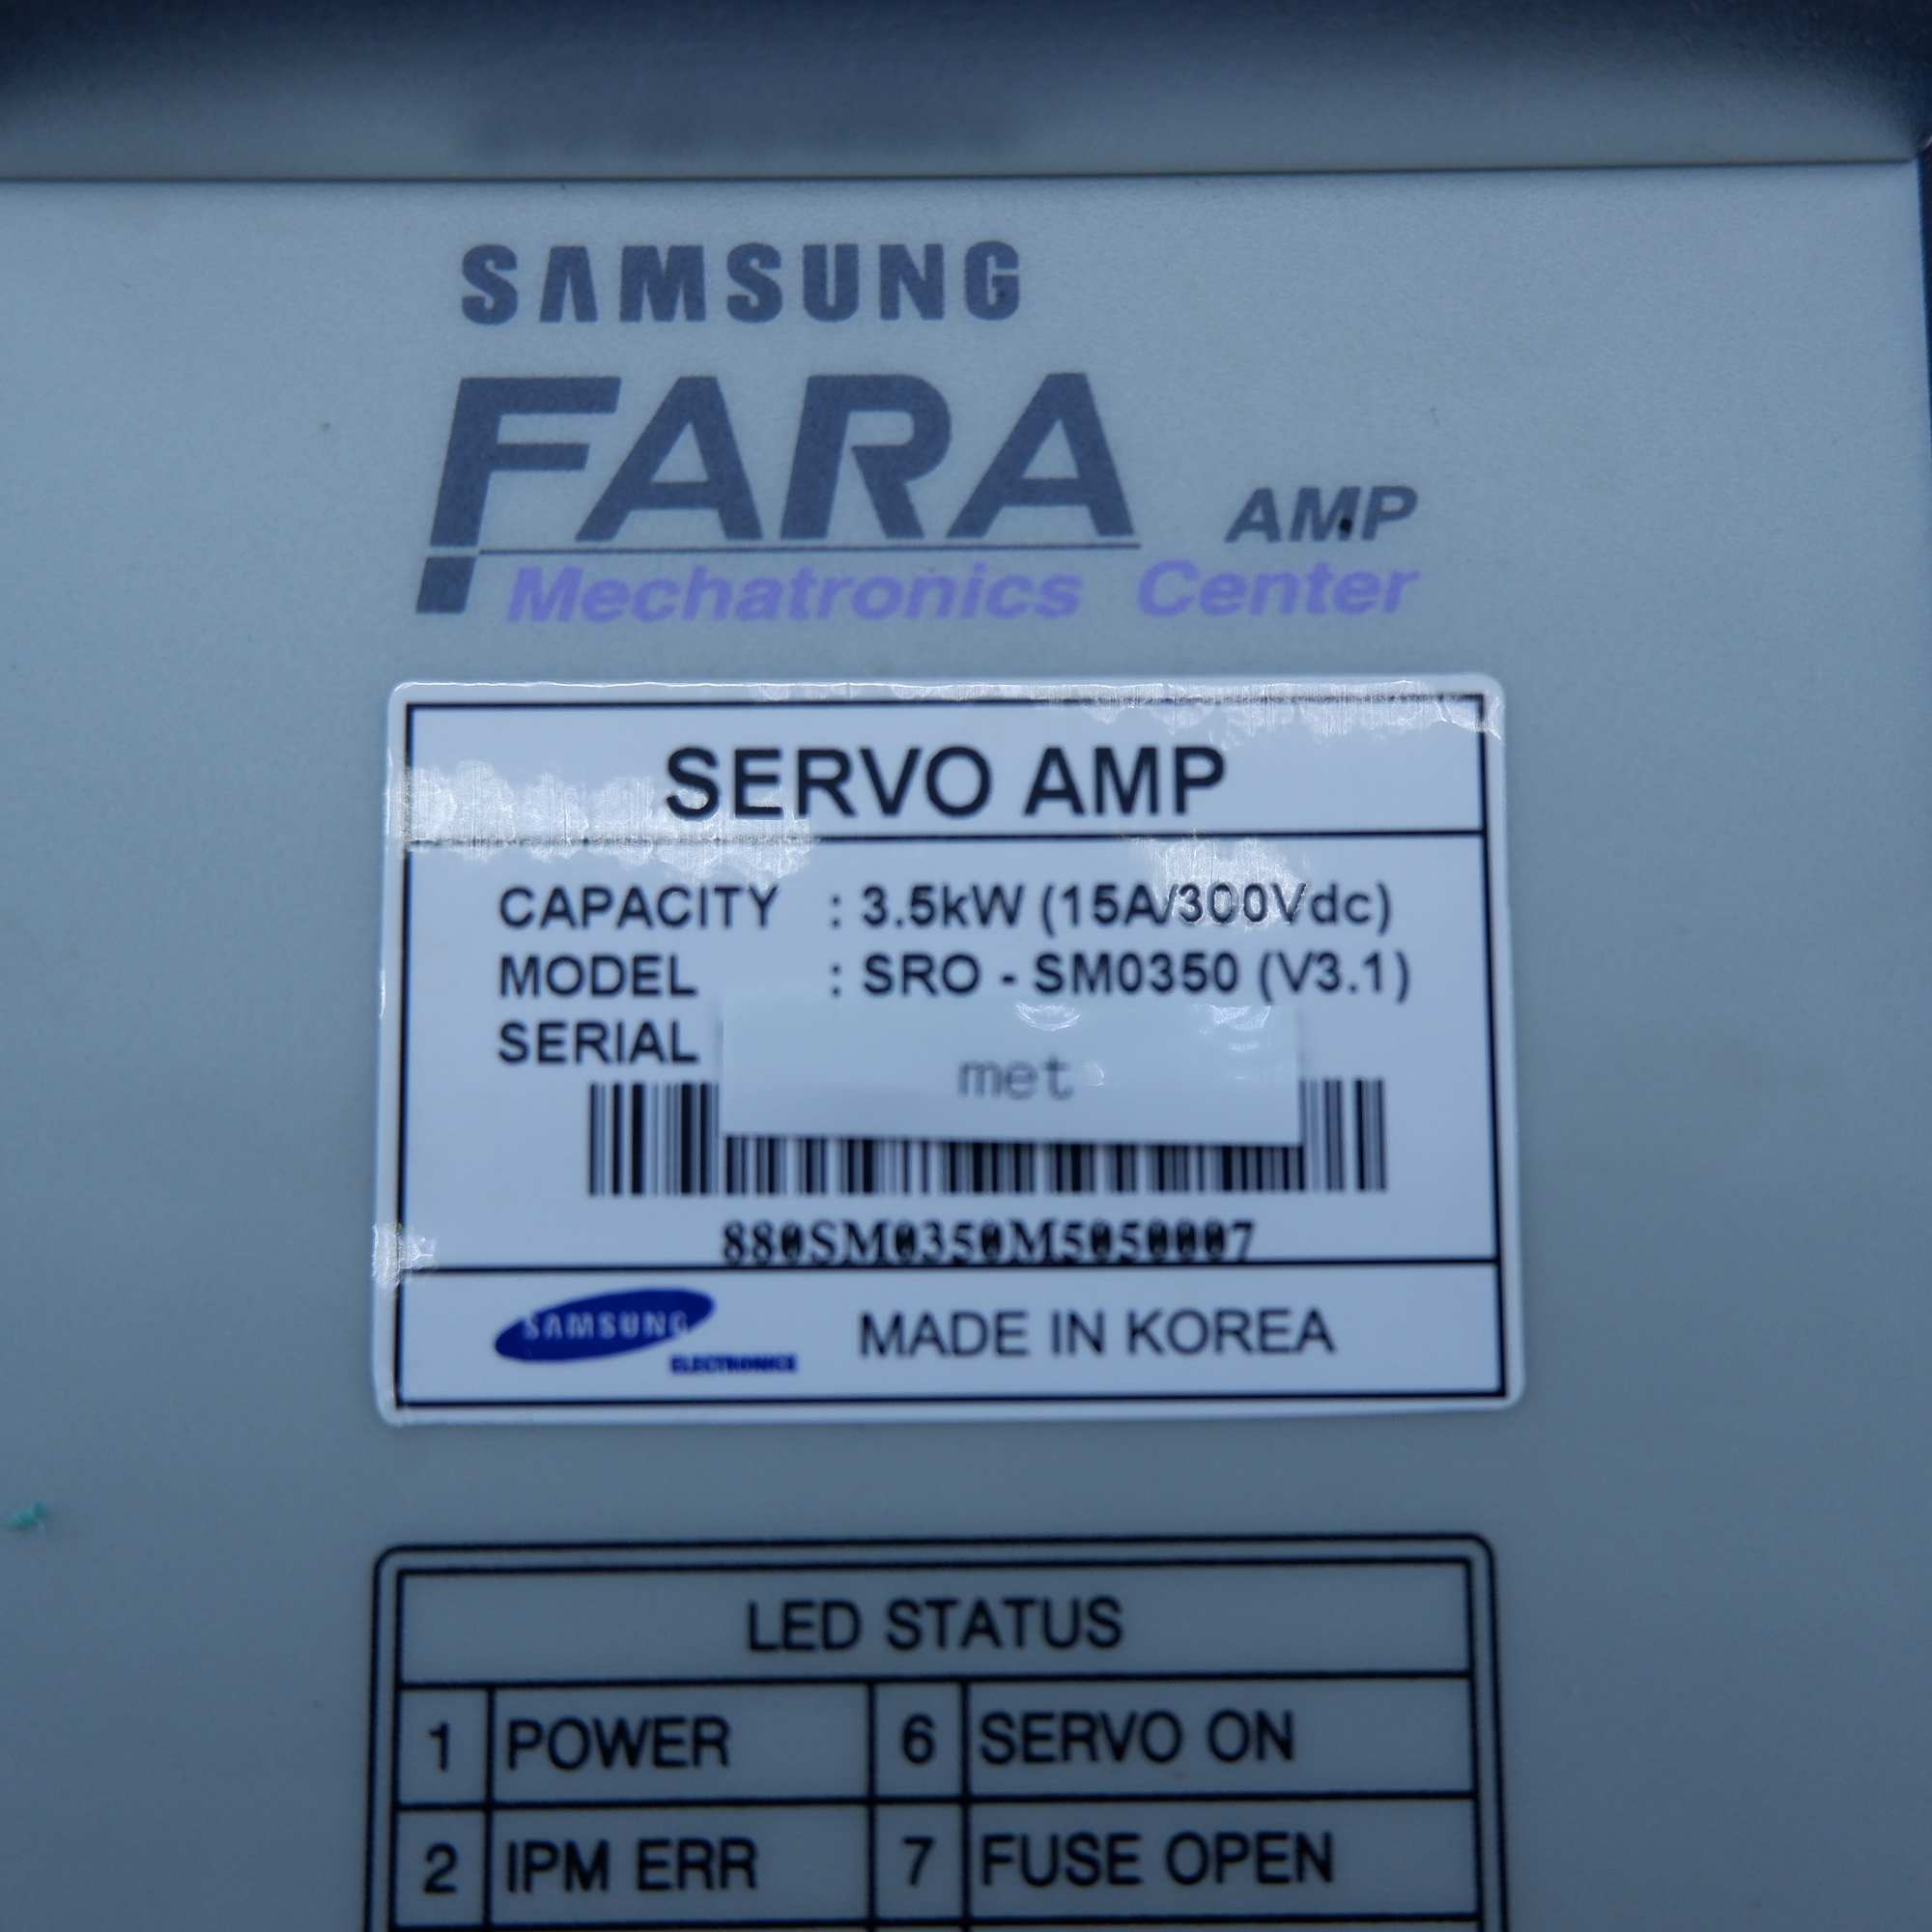 SAMSUNG
FARA AMP
Mechatronics Center
SERVO AMP
CAPACITY : 3.5kW (15A/300Vdc)
MODEL : SRO - SM0350 (V3.1)
SERIAL
met
880SM0350M5050007
SAMSUNG
ELECTRONICS
MADE IN KOREA
LED STATUS
1 POWER 6 SERVO ON
2 IPM ERR 7 FUSE OPEN